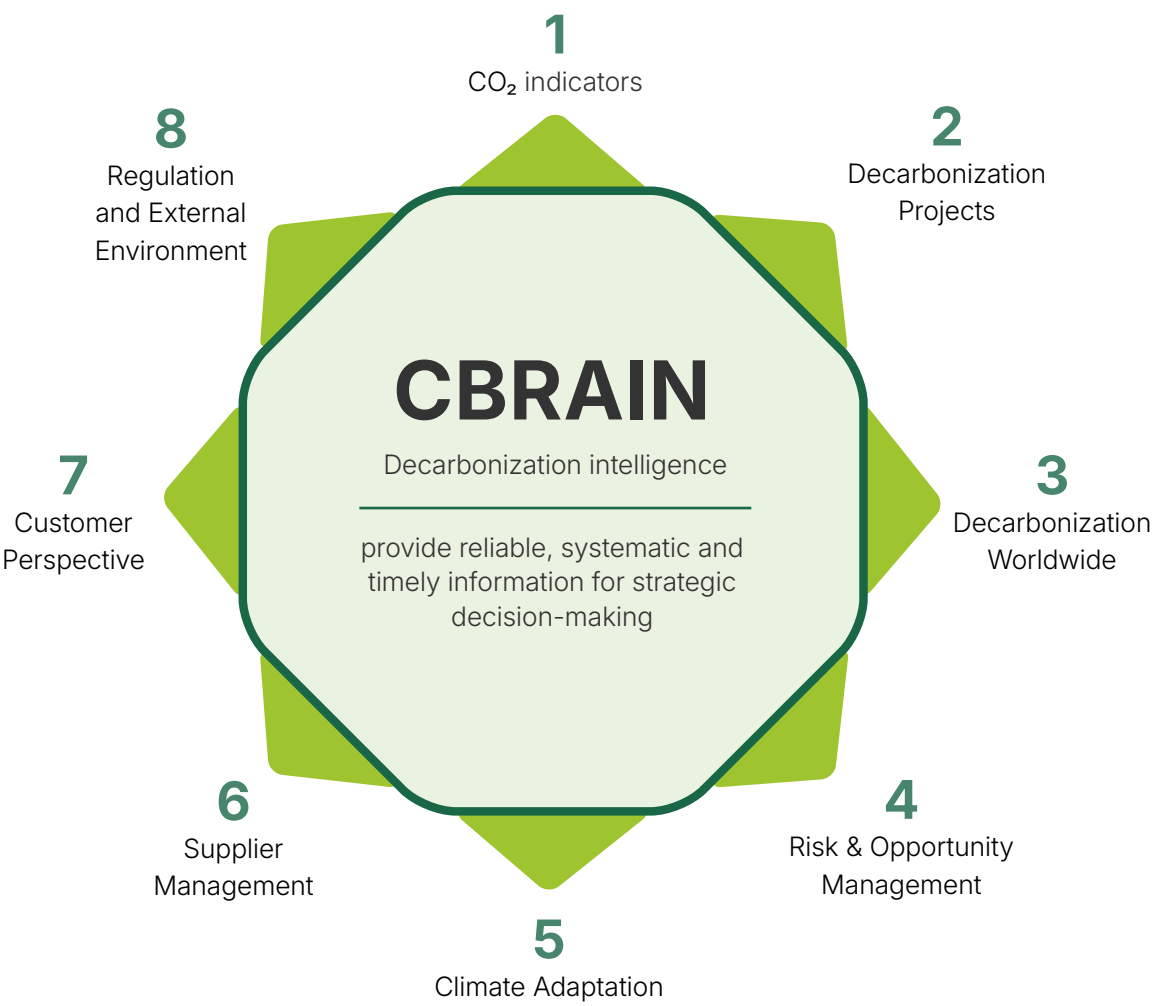 1
CO₂ indicators
2
Decarbonization
Projects
3
Decarbonization
Worldwide
4
Risk & Opportunity
Management
5
Climate Adaptation
6
Supplier
Management
7
Customer
Perspective
8
Regulation
and External
Environment
CBRAIN
Decarbonization intelligence
provide reliable, systematic and
timely information for strategic
decision-making